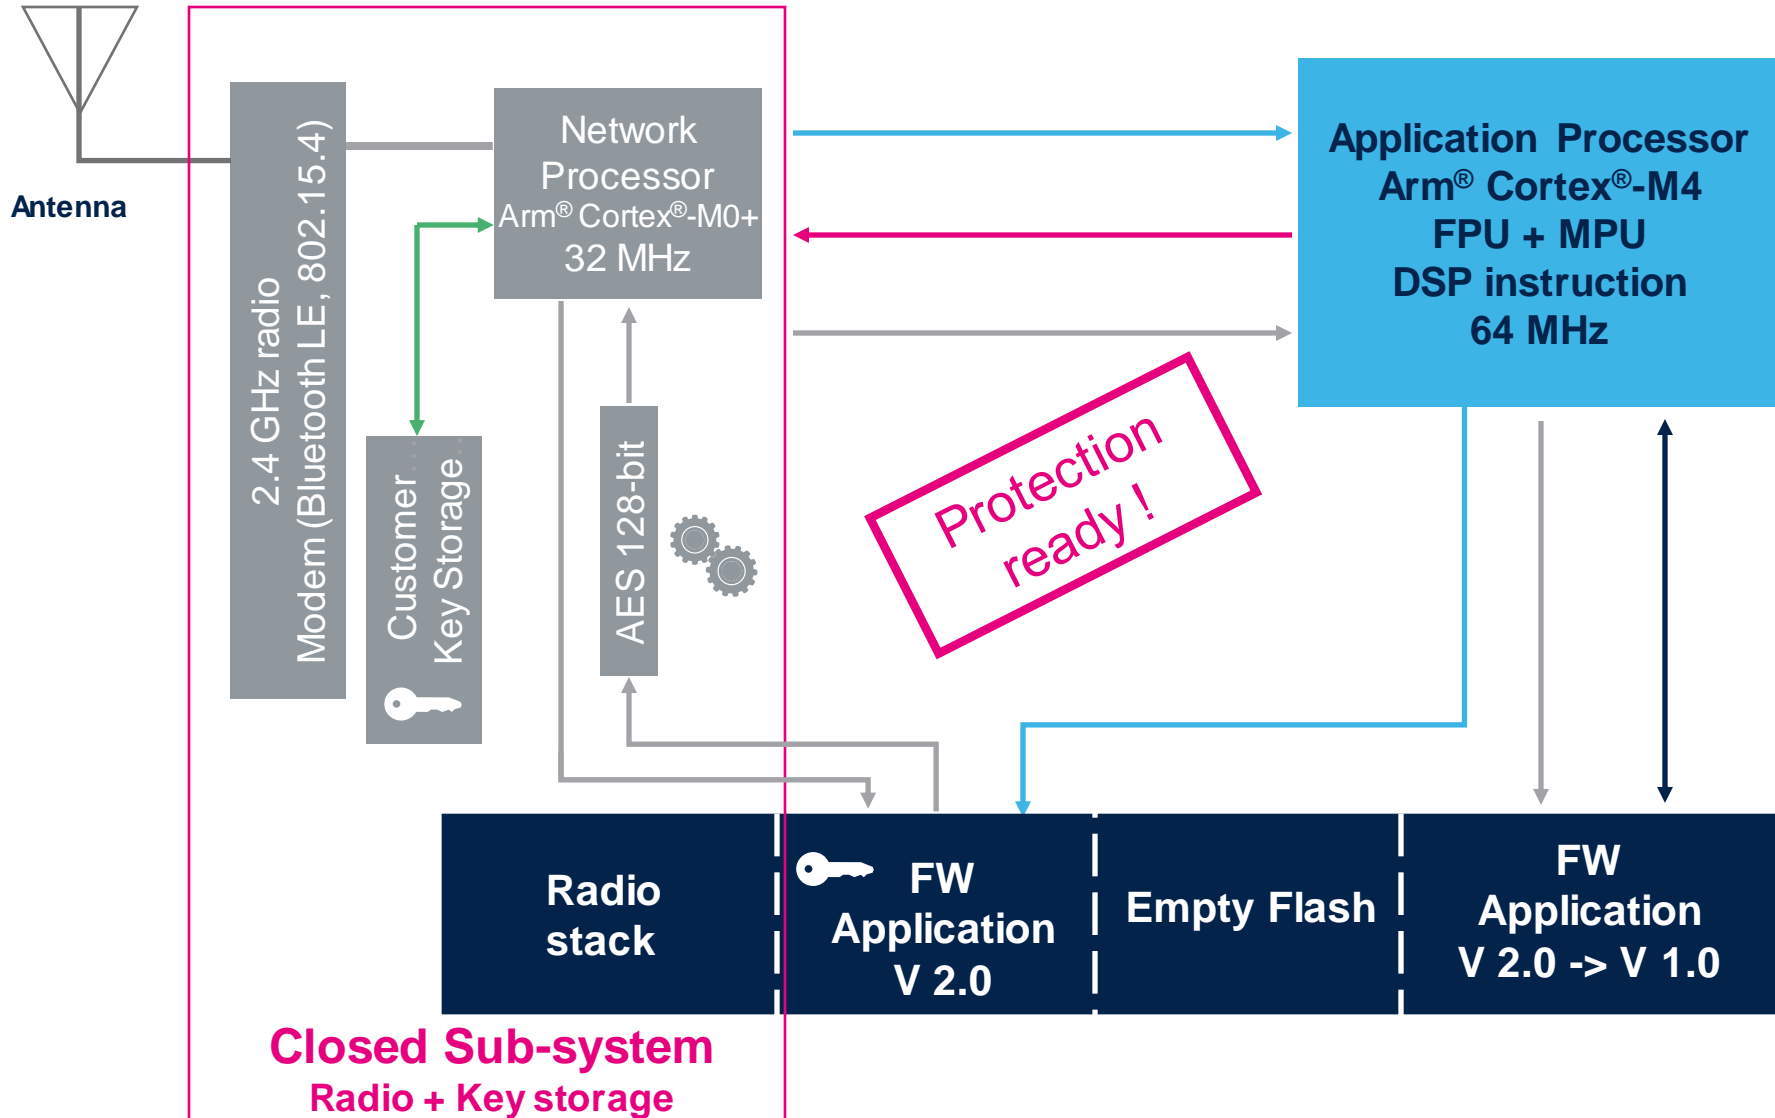 Antenna
2.4 GHz radio
Modem (Bluetooth LE, 802.15.4)
Network
Processor
Arm® Cortex®-M0+
32 MHz
Customer....
Key Storage..
AES 128-bit
Application Processor
Arm® Cortex®-M4
FPU + MPU
DSP instruction
64 MHz
Protection
ready !
Radio
stack
FW
Application
V 2.0
Empty Flash
FW
Application
V 2.0 -> V 1.0
Closed Sub-system
Radio + Key storage